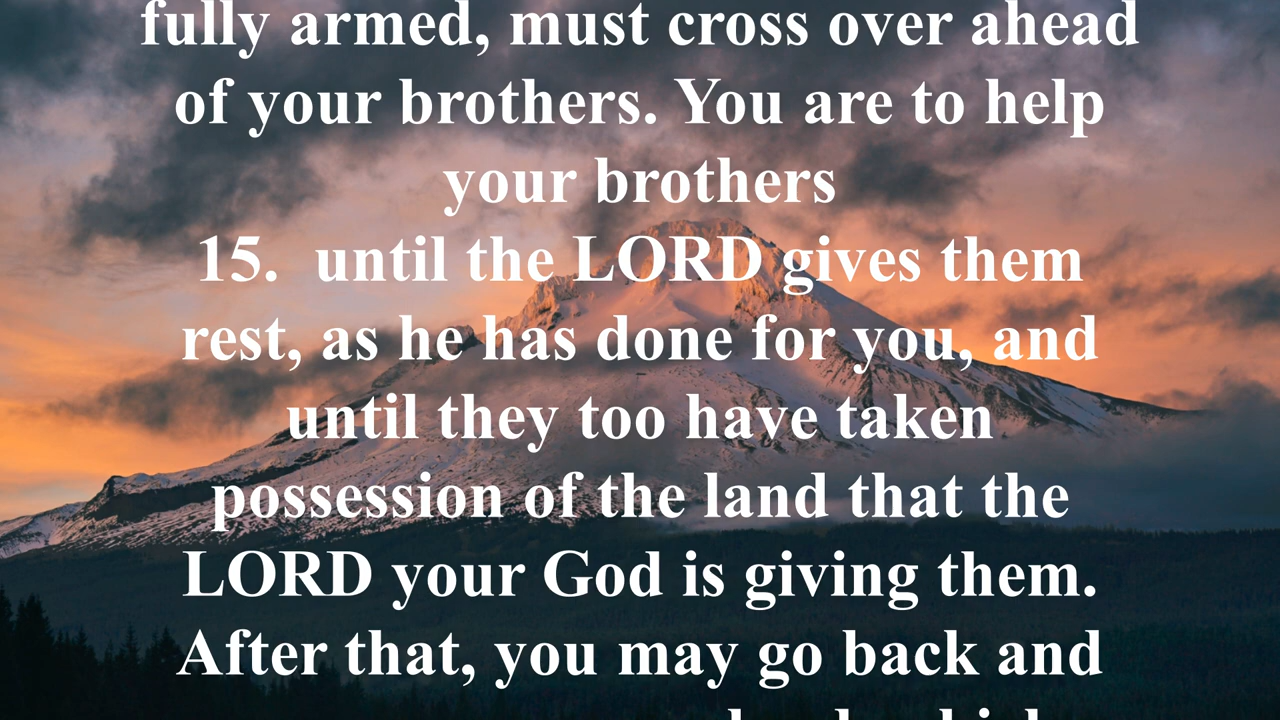 fully armed, must cross over ahead
of your brothers. You are to help
your brothers
15.  until the LORD gives them
rest, as he has done for you, and
until they too have taken
possession of the land that the
LORD your God is giving them.
After that, you may go back and